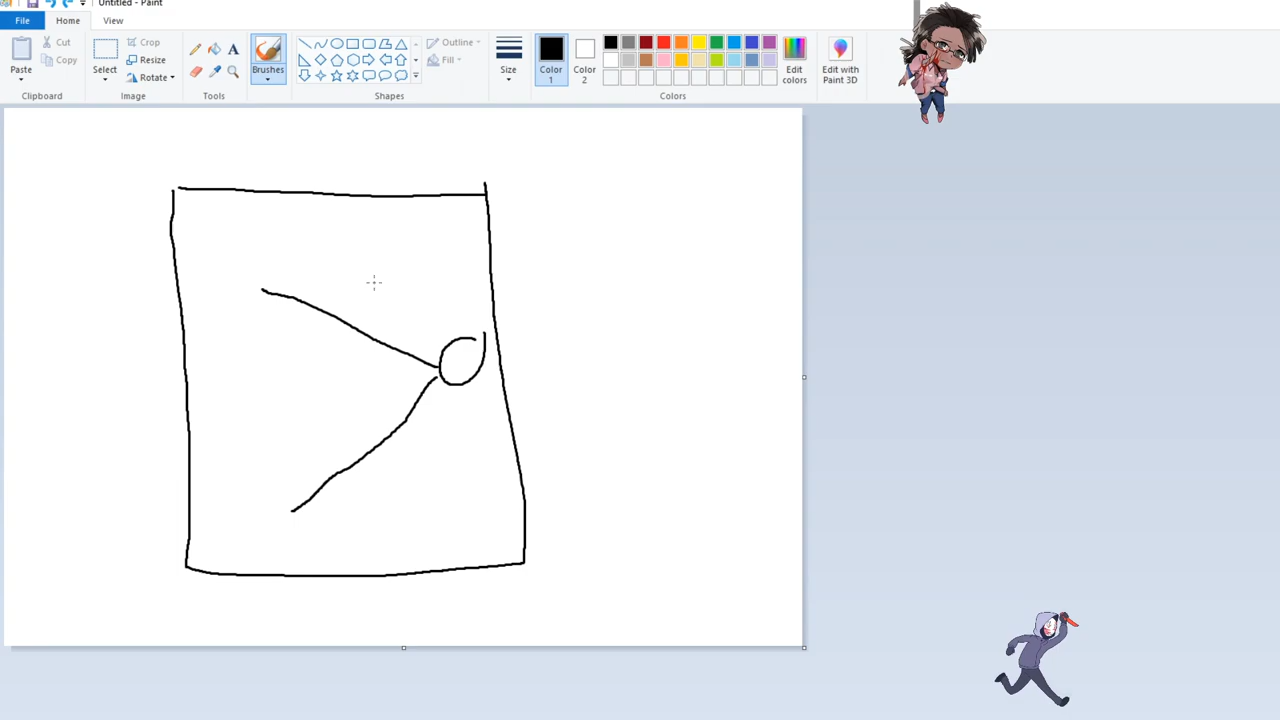 Untitled - Paint
File Home View
Paste Cut Copy Select Crop Resize Rotate Brushes Outline Fill Size Color 1 Color 2 Edit colors Edit with Paint 3D
Clipboard Image Tools Shapes Colors